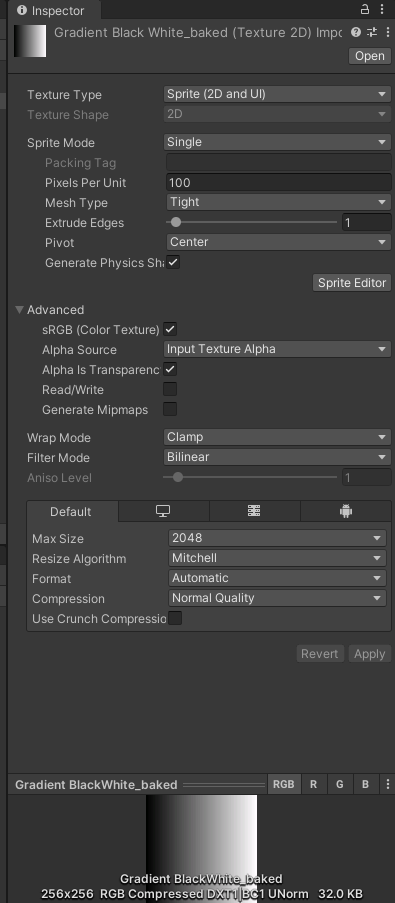 Inspector
Gradient Black White_baked (Texture 2D) Impo
Open
Texture Type Sprite (2D and UI)
Texture Shape 2D
Sprite Mode Single
Packing Tag
Pixels Per Unit 100
Mesh Type Tight
Extrude Edges 1
Pivot Center
Generate Physics Sha
Sprite Editor
Advanced
sRGB (Color Texture)
Alpha Source Input Texture Alpha
Alpha Is Transparenc
Read/Write
Generate Mipmaps
Wrap Mode Clamp
Filter Mode Bilinear
Aniso Level 1
Default
Max Size 2048
Resize Algorithm Mitchell
Format Automatic
Compression Normal Quality
Use Crunch Compressio
Revert Apply
Gradient BlackWhite_baked RGB R G B
Gradient BlackWhite_baked
256x256 RGB Compressed DXT1|BC1 UNorm 32.0 KB